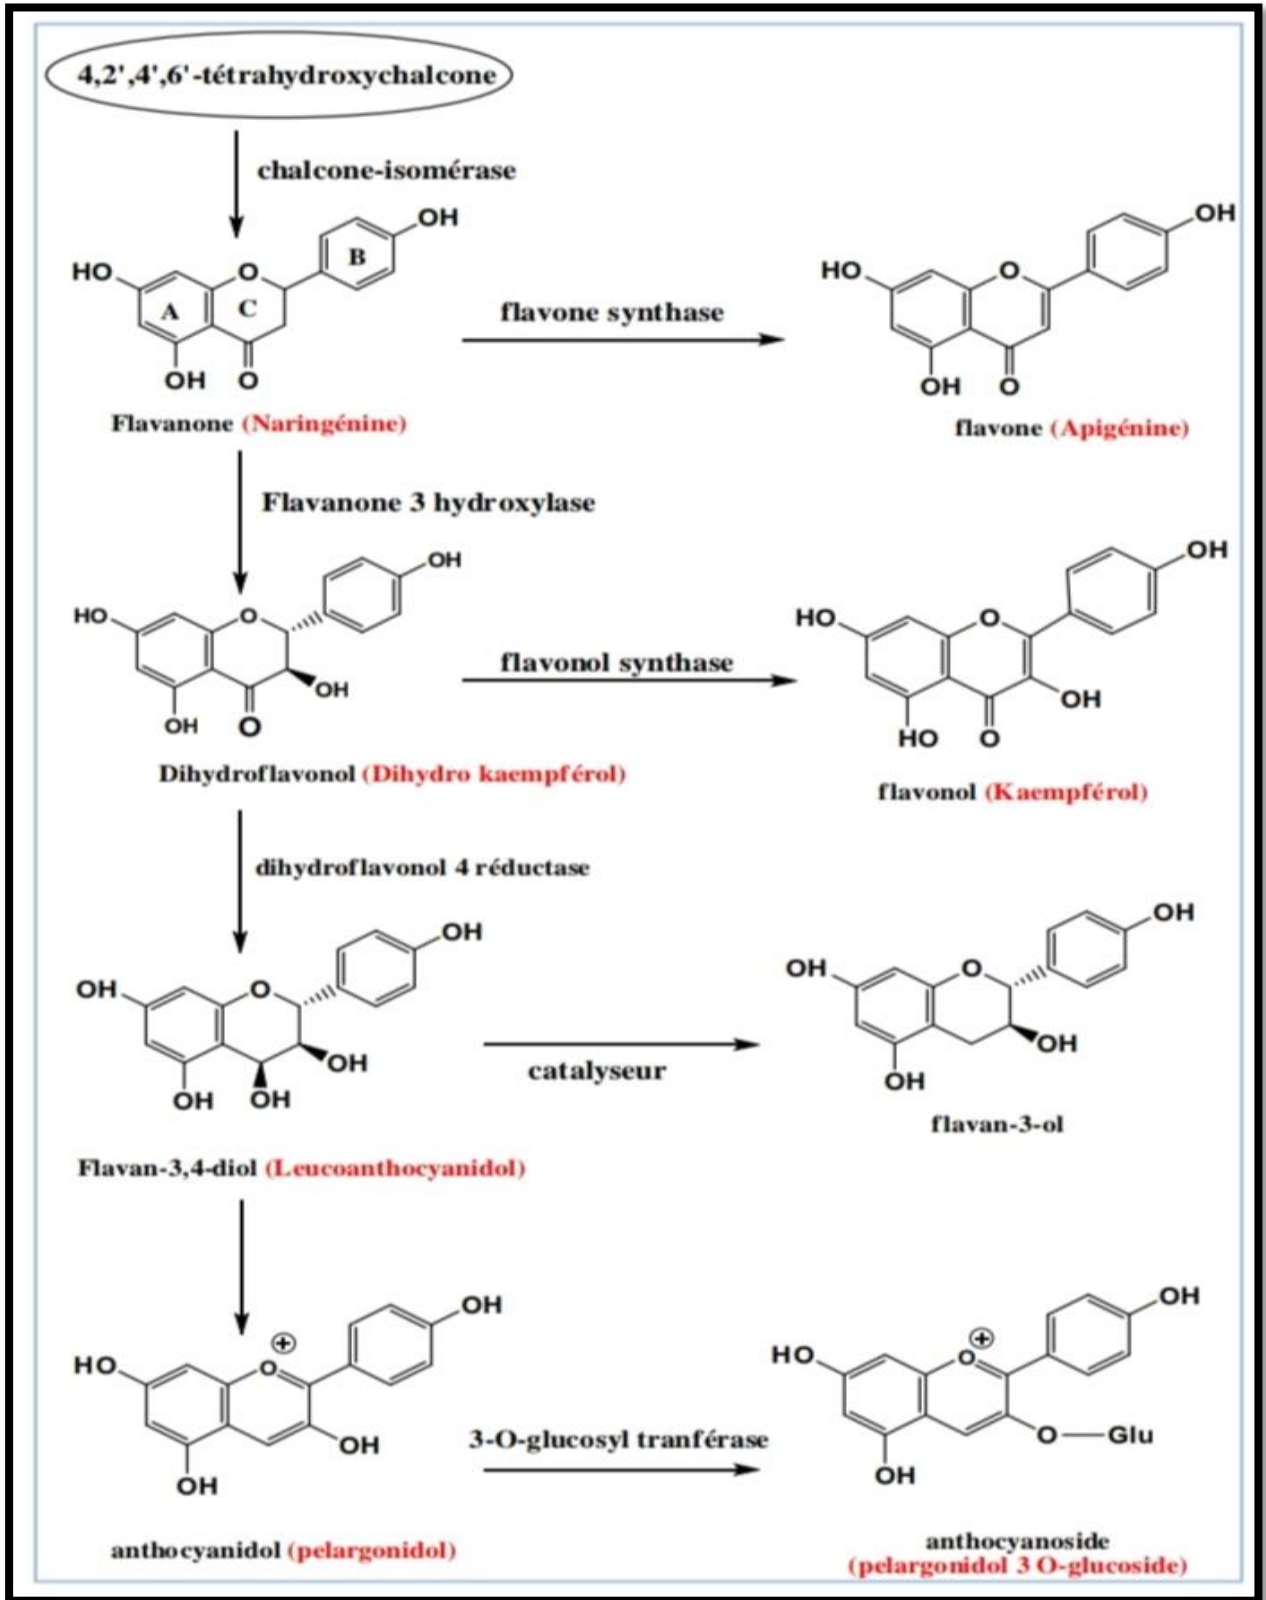 4,2',4',6'-tétrahydroxychalcone
chalcone-isomérase
OH
OH
HO
O
B
HO
O
A
C
flavone synthase
OH
O
OH
O
Flavanone (Naringénine)
flavone (Apigénine)
Flavanone 3 hydroxylase
OH
OH
HO
O
HO
O
flavonol synthase
OH
OH
OH
O
HO
O
Dihydroflavonol (Dihydro kaempférol)
flavonol (Kaempférol)
dihydroflavonol 4 réductase
OH
OH
OH
O
OH
O
OH
OH
catalyseur
OH
OH
OH
flavan-3-ol
Flavan-3,4-diol (Leucoanthocyanidol)
OH
OH
+
+
HO
O
HO
O
OH
3-O-glucosyl tranférase
O
Glu
OH
OH
anthocyanidol (pelargonidol)
anthocyanoside
(pelargonidol 3 O-glucoside)